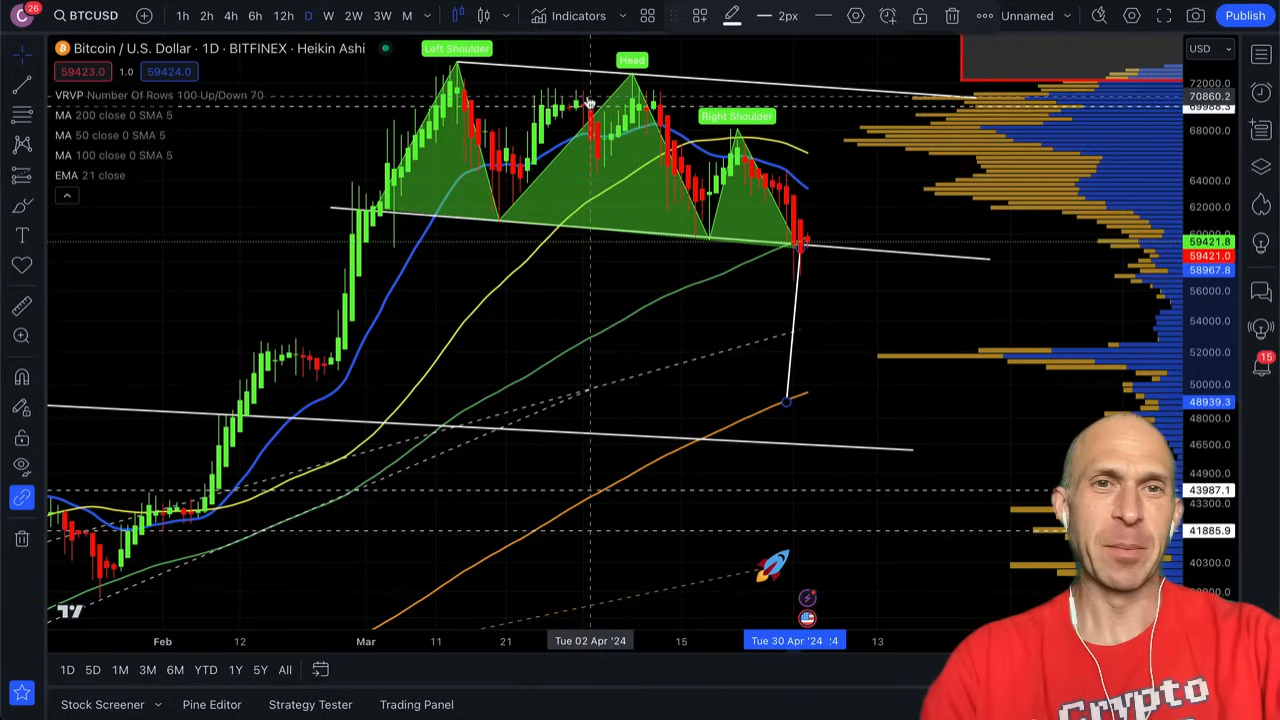 26
BTCUSD
1h 2h 4h 6h 12h D W 2W 3W M
Indicators
2px
Unnamed
Publish
Bitcoin / U.S. Dollar · 1D · BITFINEX · Heikin Ashi
59423.0 1.0 59424.0
VRVP Number Of Rows 100 Up/Down 70
MA 200 close 0 SMA 5
MA 50 close 0 SMA 5
MA 100 close 0 SMA 5
EMA 21 close
Left Shoulder
Head
Right Shoulder
USD
72000.0
70860.2
68000.0
64000.0
62000.0
59421.8
59421.0
58967.8
56000.0
54000.0
52000.0
50000.0
48939.3
48000.0
46500.0
44900.0
43987.1
43300.0
41885.9
40300.0
15
Feb 12 Mar 11 21 Tue 02 Apr '24 15 Tue 30 Apr '24 '4 13
1D 5D 1M 3M 6M YTD 1Y 5Y All
Stock Screener Pine Editor Strategy Tester Trading Panel
Crypto